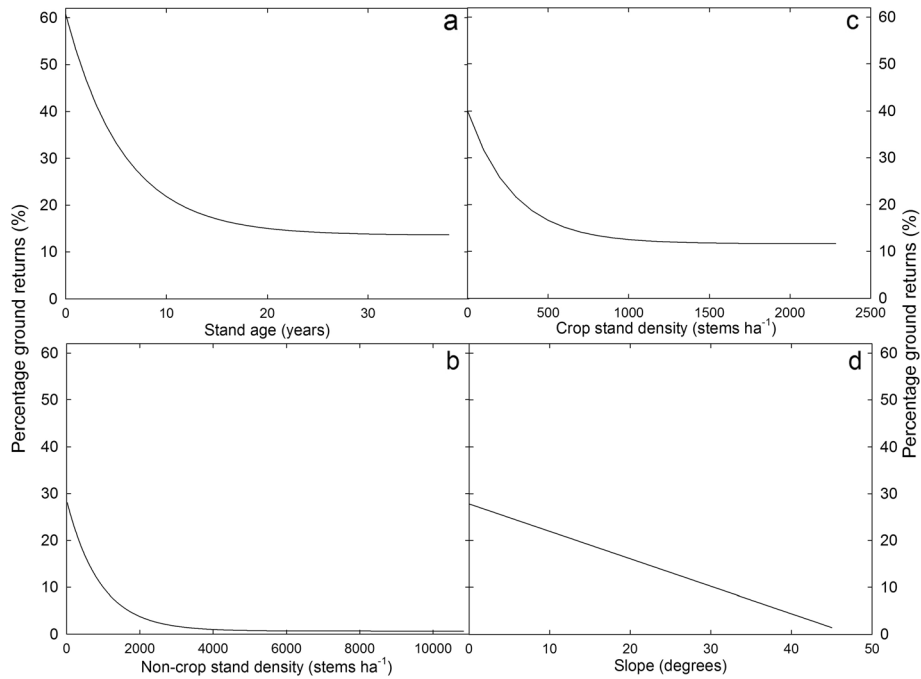 a
60
50
40
30
20
10
0
0 10 20 30
Stand age (years)
c
60
50
40
30
20
10
0
0 500 1000 1500 2000 2500
Crop stand density (stems ha⁻¹)
b
60
50
40
30
20
10
0
0 2000 4000 6000 8000 10000
Non-crop stand density (stems ha⁻¹)
d
60
50
40
30
20
10
0
0 10 20 30 40 50
Slope (degrees)
Percentage ground returns (%)
Percentage ground returns (%)